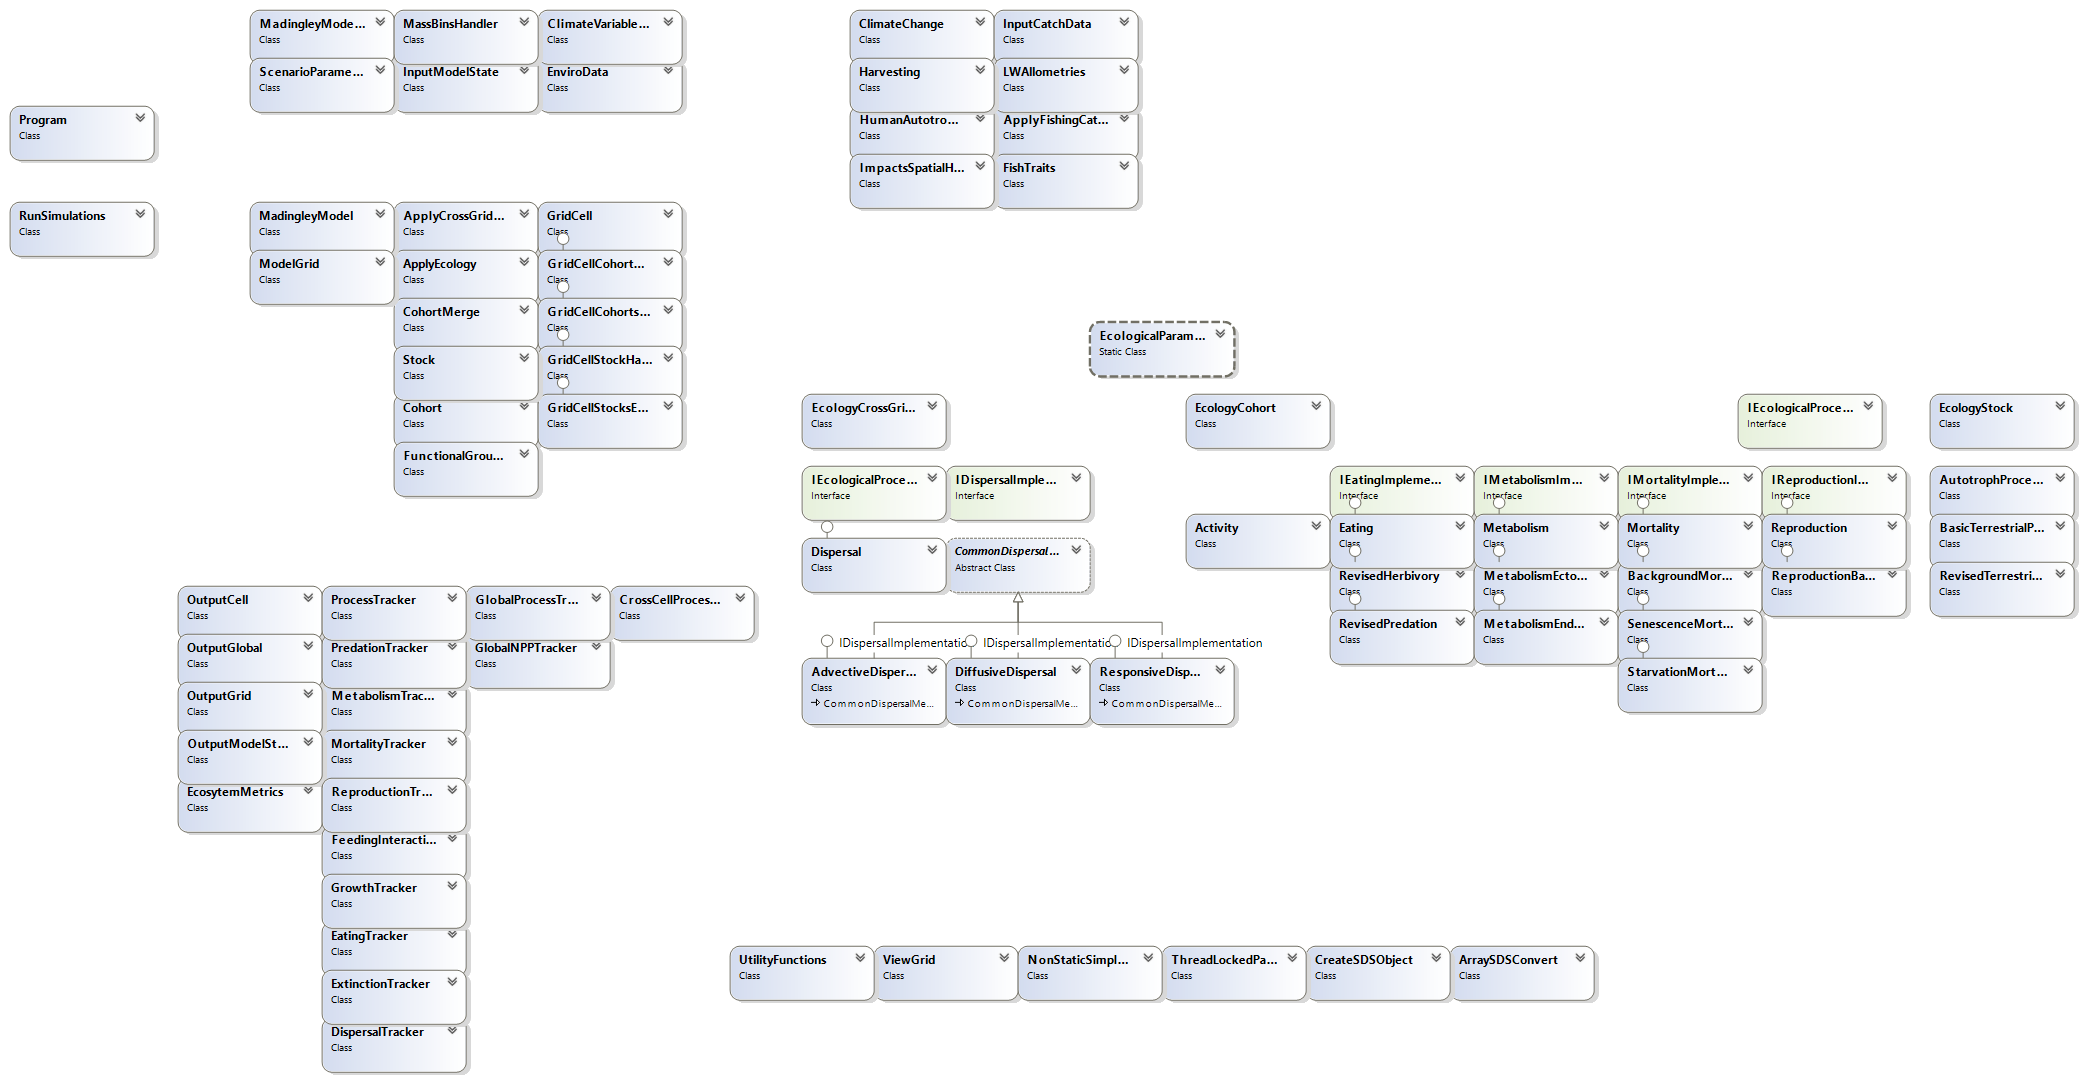 MadingleyMode...
Class
MassBinsHandler
Class
ClimateVariable...
Class
ScenarioParame...
Class
InputModelState
Class
EnviroData
Class
ClimateChange
Class
InputCatchData
Class
Harvesting
Class
LWAllometries
Class
HumanAutotro...
Class
ApplyFishingCat...
Class
ImpactsSpatialH...
Class
FishTraits
Class
Program
Class
RunSimulations
Class
MadingleyModel
Class
ApplyCrossGrid...
Class
GridCell
Class
ModelGrid
Class
ApplyEcology
Class
GridCellCohort...
Class
CohortMerge
Class
GridCellCohorts...
Class
Stock
Class
GridCellStockHa...
Class
Cohort
Class
GridCellStocksE...
Class
FunctionalGrou...
Class
EcologicalParam...
Static Class
EcologyCrossGri...
Class
EcologyCohort
Class
IEcologicalProce...
Interface
EcologyStock
Class
IEcologicalProce...
Interface
IDispersalImple...
Interface
Dispersal
Class
CommonDispersal...
Abstract Class
IDispersalImplementatio
IDispersalImplementatio
IDispersalImplementation
AdvectiveDisper...
Class
CommonDispersalMe...
DiffusiveDispersal
Class
CommonDispersalMe...
ResponsiveDisp...
Class
CommonDispersalMe...
IEatingImpleme...
Interface
IMetabolismIm...
Interface
IMortalityImple...
Interface
IReproductionI...
Interface
Activity
Class
Eating
Class
Metabolism
Class
Mortality
Class
Reproduction
Class
RevisedHerbivory
Class
MetabolismEcto...
Class
BackgroundMor...
Class
ReproductionBa...
Class
RevisedPredation
Class
MetabolismEnd...
Class
SenescenceMort...
Class
StarvationMort...
Class
AutotrophProce...
Class
BasicTerrestrialP...
Class
RevisedTerrestri...
Class
OutputCell
Class
ProcessTracker
Class
GlobalProcessTr...
Class
CrossCellProces...
Class
OutputGlobal
Class
PredationTracker
Class
GlobalNPPTracker
Class
OutputGrid
Class
MetabolismTrac...
Class
OutputModelSt...
Class
MortalityTracker
Class
EcosytemMetrics
Class
ReproductionTr...
Class
FeedingInteracti...
Class
GrowthTracker
Class
EatingTracker
Class
ExtinctionTracker
Class
DispersalTracker
Class
UtilityFunctions
Class
ViewGrid
Class
NonStaticSimpl...
Class
ThreadLockedPa...
Class
CreateSDSObject
Class
ArraySDSConvert
Class